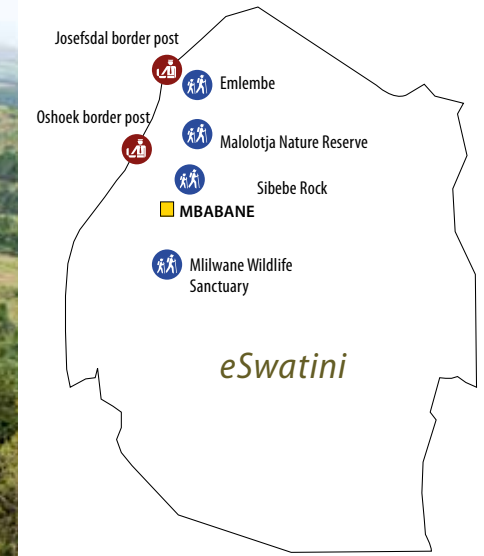 Josefsdal border post
Emlembe
Oshoek border post
Malolotja Nature Reserve
Sibebe Rock
MBABANE
Mlilwane Wildlife
Sanctuary
eSwatini